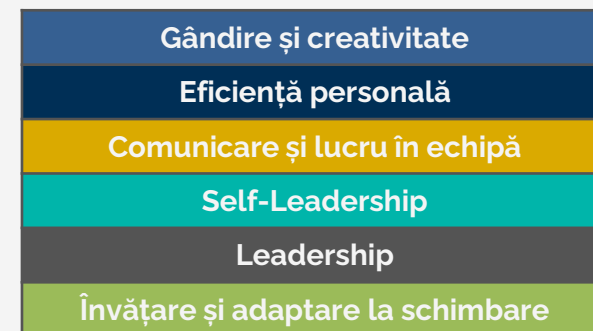 Gândire și creativitate
Eficiență personală
Comunicare și lucru în echipă
Self-Leadership
Leadership
Învățare și adaptare la schimbare